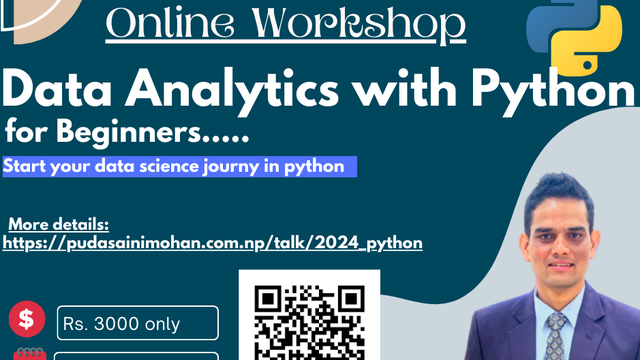 Online Workshop
Data Analytics with Python
for Beginners.....
Start your data science journy in python
More details:
https://pudasainimohan.com.np/talk/2024_python
$
Rs. 3000 only